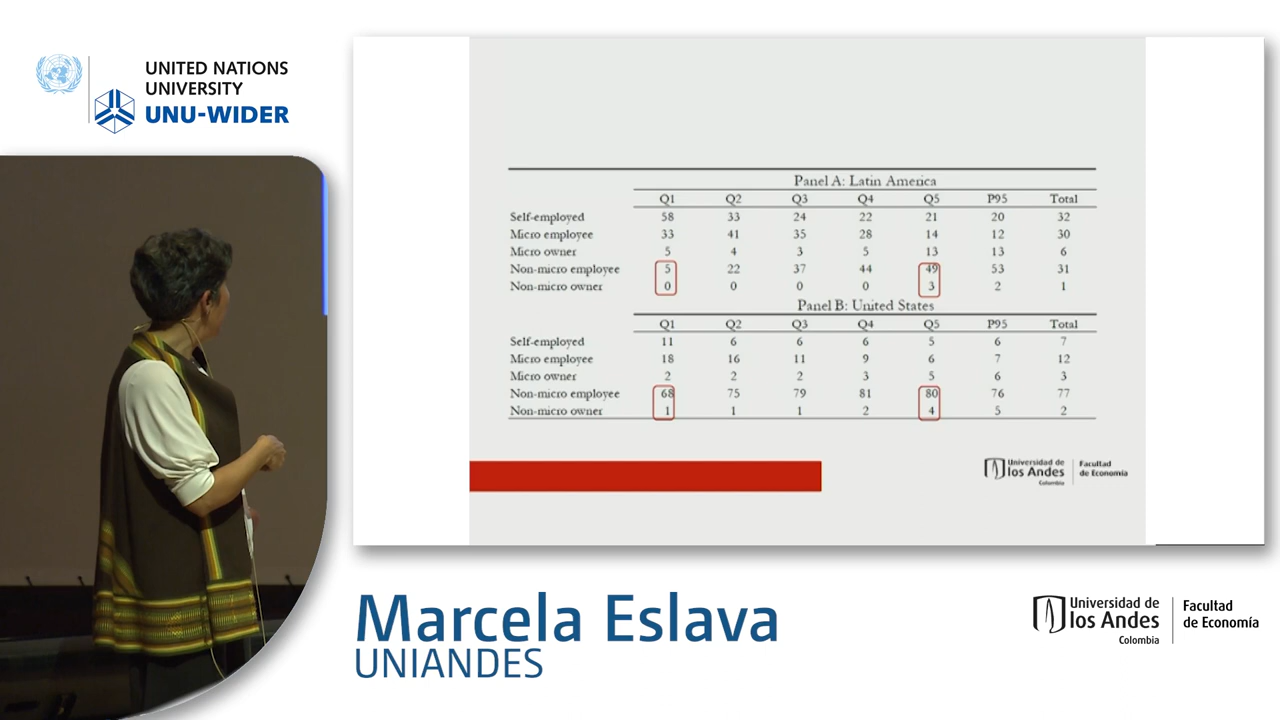 UNITED NATIONS
UNIVERSITY
UNU-WIDER
Panel A: Latin America
Q1 Q2 Q3 Q4 Q5 P95 Total
Self-employed 58 33 24 22 21 20 32
Micro employee 33 41 35 28 14 12 30
Micro owner 5 4 3 5 13 13 6
Non-micro employee 5 22 37 44 49 53 31
Non-micro owner 0 0 0 0 3 2 1
Panel B: United States
Q1 Q2 Q3 Q4 Q5 P95 Total
Self-employed 11 6 6 6 5 6 7
Micro employee 18 16 11 9 6 7 12
Micro owner 2 2 2 3 5 6 3
Non-micro employee 68 75 79 81 80 76 77
Non-micro owner 1 1 1 2 4 5 2
Universidad de
los Andes
Colombia
Facultad
de Economía
Marcela Eslava
UNIANDES
Universidad de
los Andes
Colombia
Facultad
de Economía